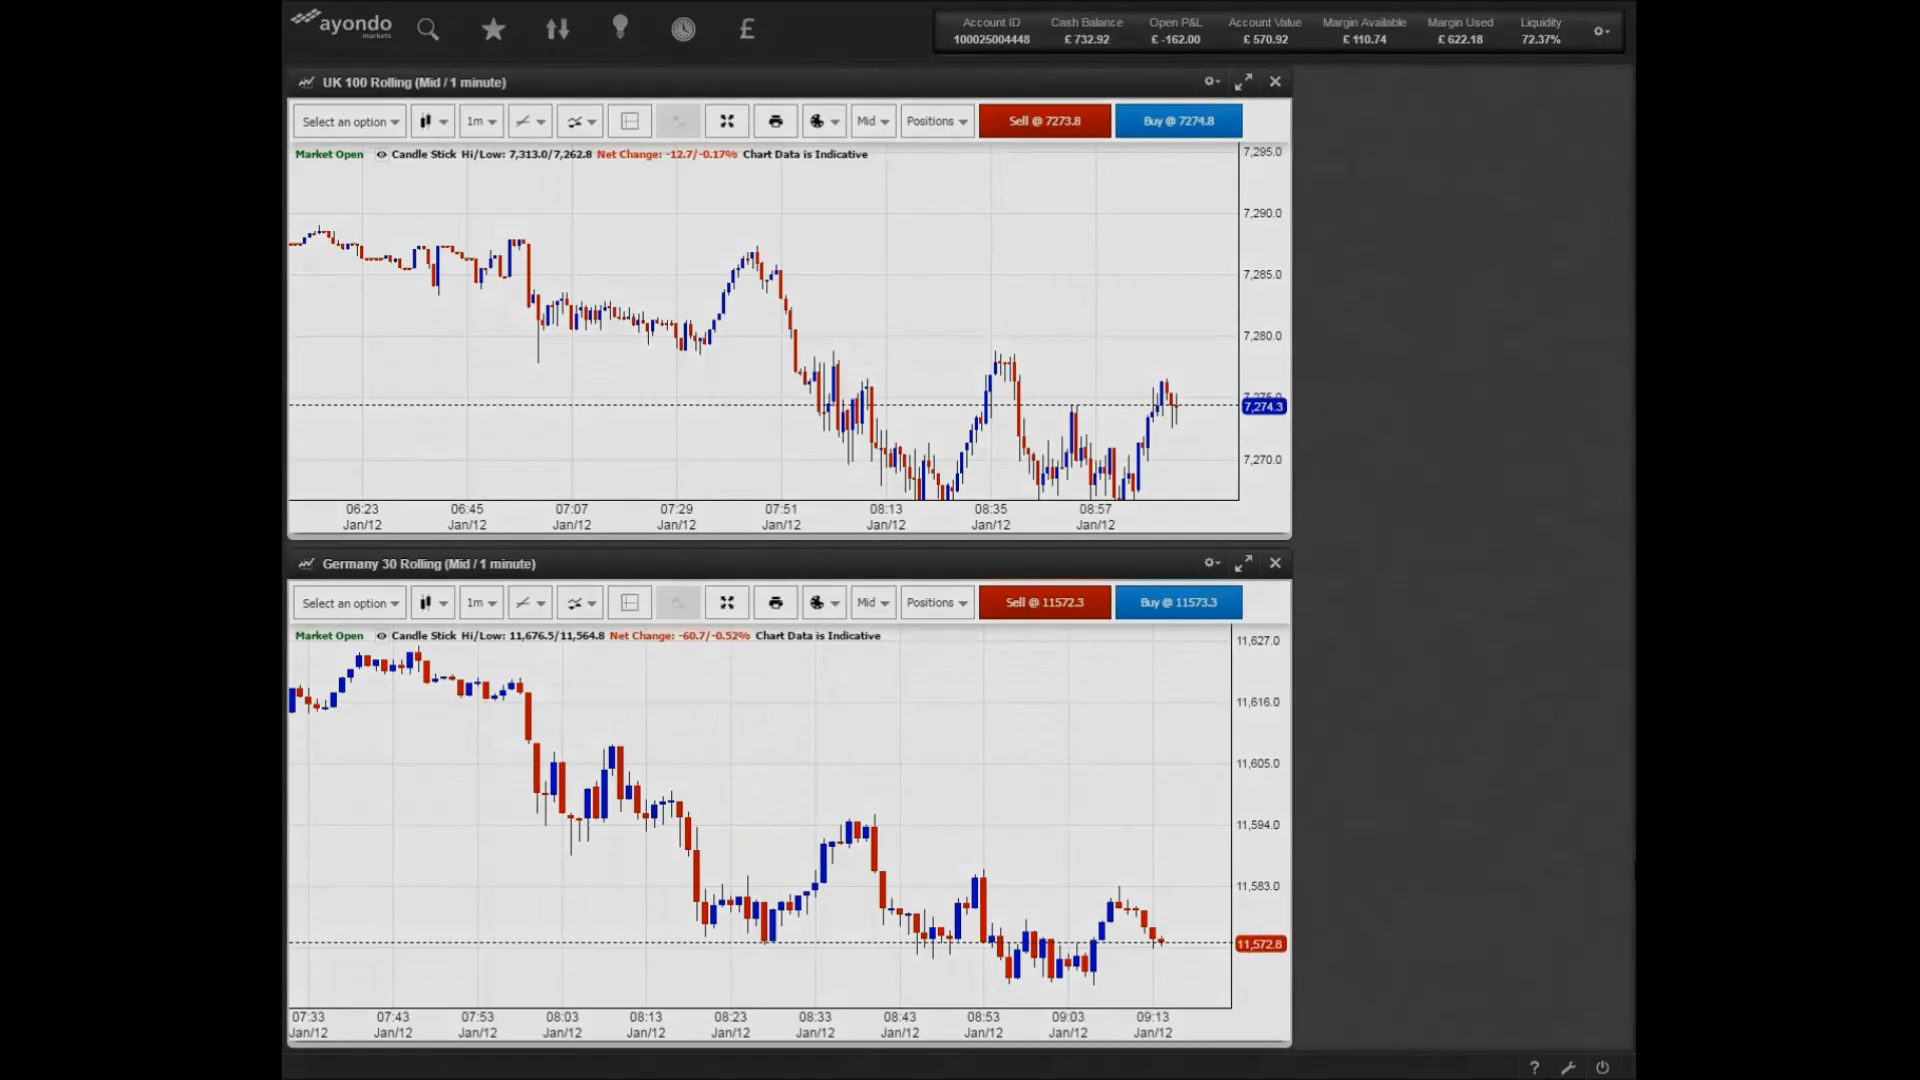 ayondo
markets
£
Account ID Cash Balance Open P&L Account Value Margin Available Margin Used Liquidity
100025004448 £ 732.92 £ -162.00 £ 570.92 £ 110.74 £ 622.18 72.37%
UK 100 Rolling (Mid / 1 minute)
Select an option 1m Mid Positions Sell @ 7273.8 Buy @ 7274.8
Market Open Candle Stick Hi/Low: 7,313.0/7,262.8 Net Change: -12.7/-0.17% Chart Data is Indicative
7,295.0
7,290.0
7,285.0
7,280.0
7,274.3
7,270.0
06:23 06:45 07:07 07:29 07:51 08:13 08:35 08:57
Jan/12 Jan/12 Jan/12 Jan/12 Jan/12 Jan/12 Jan/12 Jan/12
Germany 30 Rolling (Mid / 1 minute)
Select an option 1m Mid Positions Sell @ 11572.3 Buy @ 11573.3
Market Open Candle Stick Hi/Low: 11,676.5/11,564.8 Net Change: -60.7/-0.52% Chart Data is Indicative
11,627.0
11,616.0
11,605.0
11,594.0
11,583.0
11,572.8
07:33 07:43 07:53 08:03 08:13 08:23 08:33 08:43 08:53 09:03 09:13
Jan/12 Jan/12 Jan/12 Jan/12 Jan/12 Jan/12 Jan/12 Jan/12 Jan/12 Jan/12 Jan/12
?